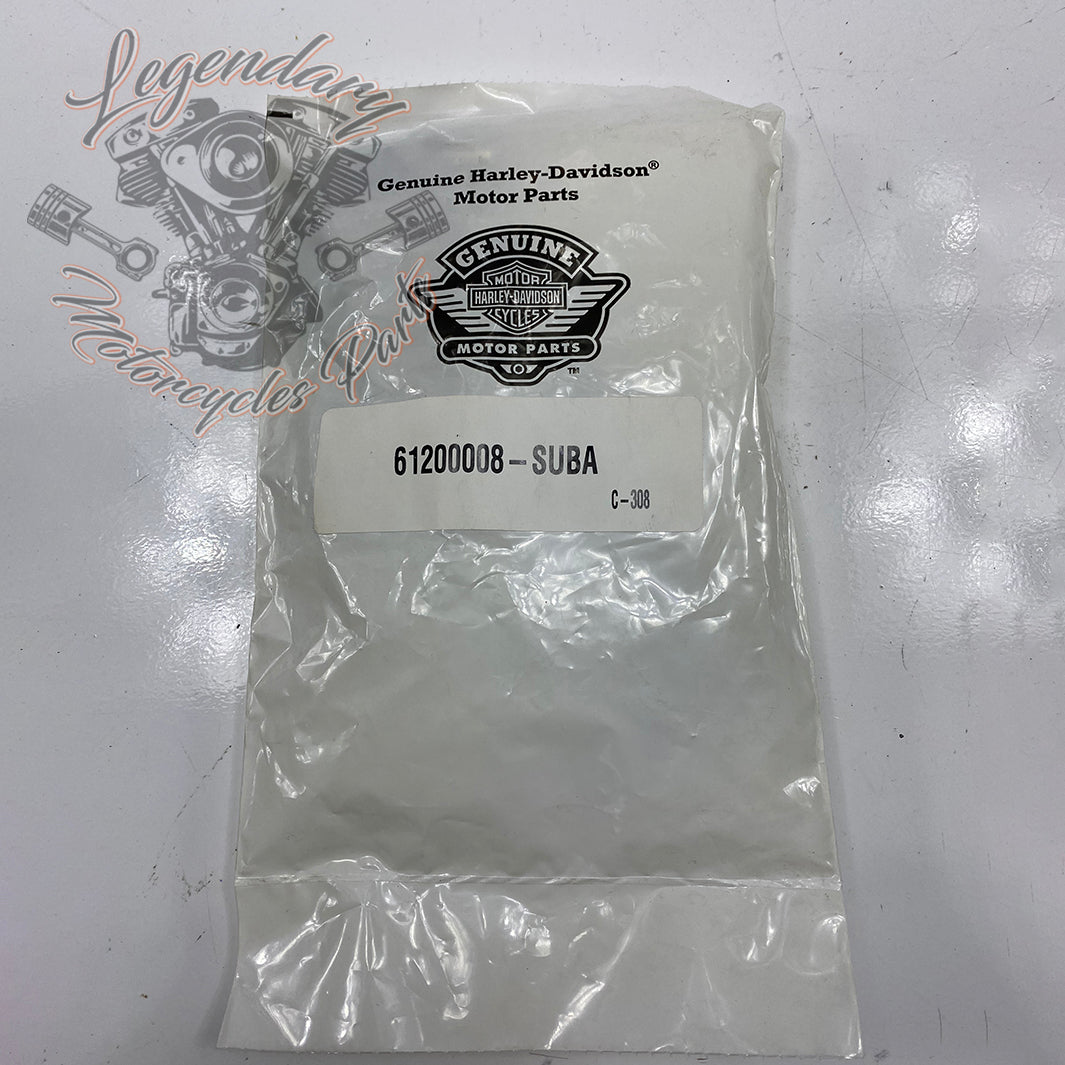 Legendary
Motorcycles Parts
Genuine Harley-Davidson®
Motor Parts
GENUINE
MOTOR
HARLEY-DAVIDSON
CYCLES
MOTOR PARTS
TM
61200008-SUBA
C-308